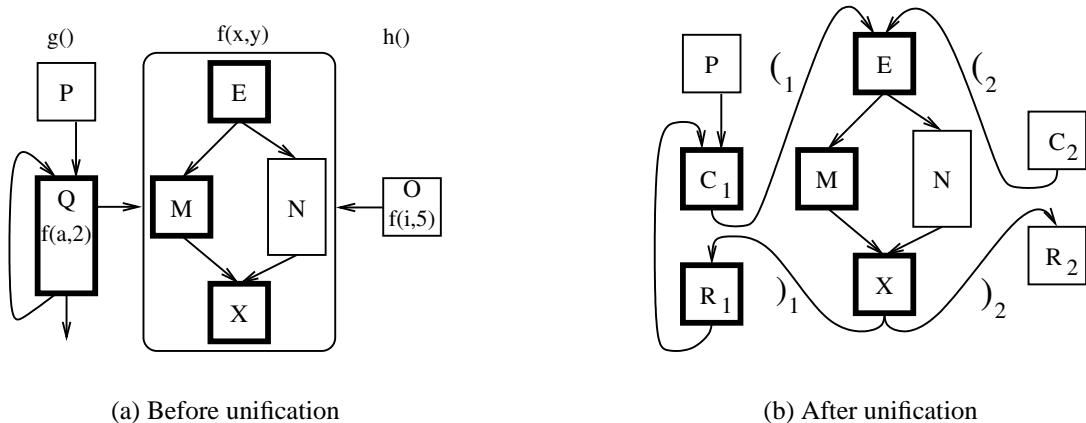 g()
f(x,y)
h()
P
E
Q
f(a,2)
M
N
O
f(i,5)
X
(a) Before unification
P
(1
E
(2
C1
M
N
C2
R1
)1
X
)2
R2
(b) After unification